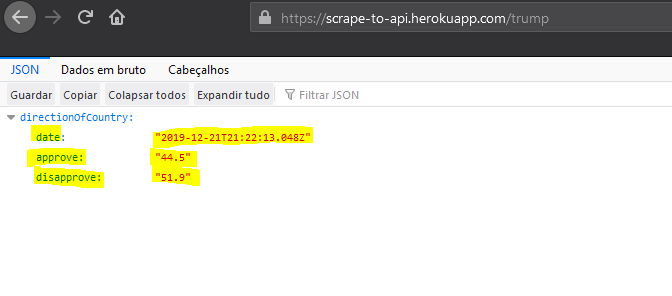 https://scrape-to-api.herokuapp.com/trump
JSON Dados em bruto Cabeçalhos
Guardar Copiar Colapsar todos Expandir tudo Filtrar JSON
directionOfCountry:
date: "2019-12-21T21:22:13.048Z"
approve: "44.5"
disapprove: "51.9"